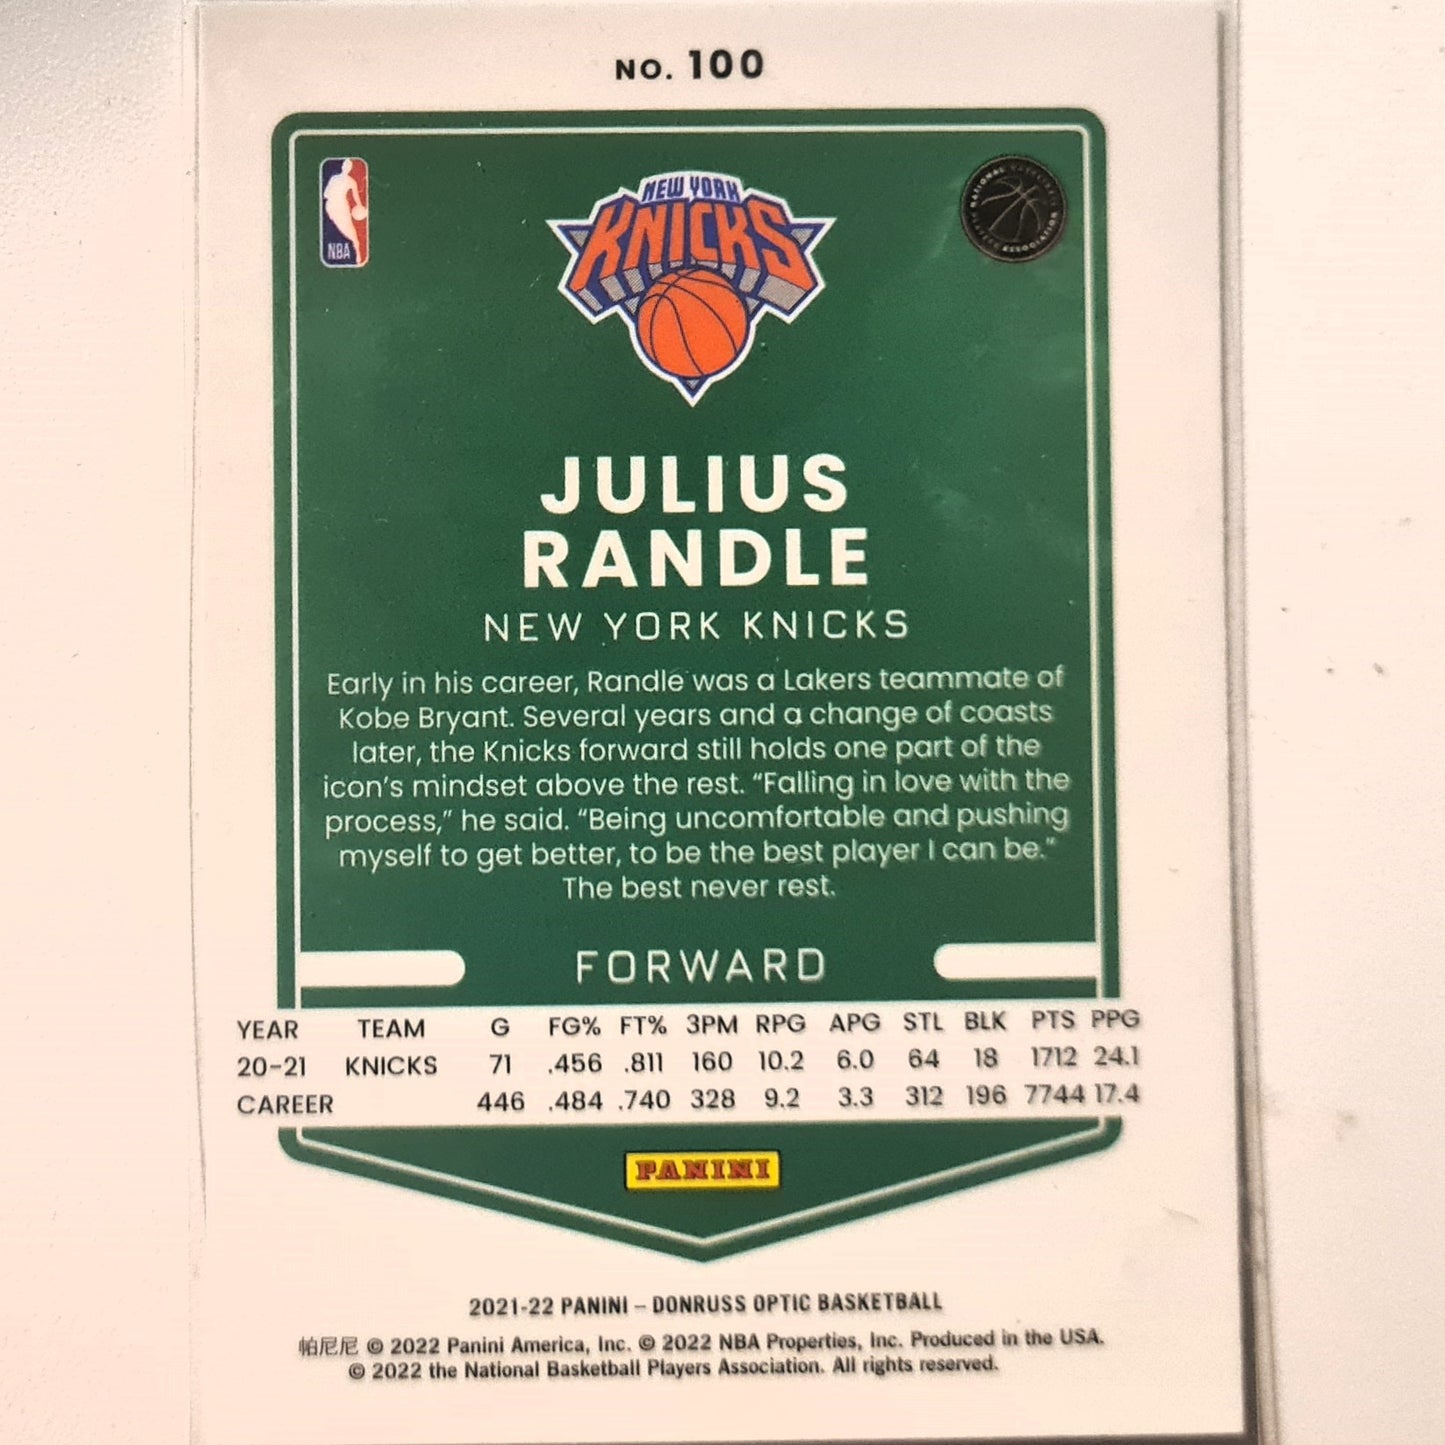 NO. 100
NBA
NEW YORK
KNICKS
NATIONAL BASKETBALL PLAYERS ASSOCIATION
JULIUS
RANDLE
NEW YORK KNICKS
Early in his career, Randle was a Lakers teammate of
Kobe Bryant. Several years and a change of coasts
later, the Knicks forward still holds one part of the
icon's mindset above the rest. “Falling in love with the
process,” he said. “Being uncomfortable and pushing
myself to get better, to be the best player I can be.”
The best never rest.
FORWARD
YEAR TEAM G FG% FT% 3PM RPG APG STL BLK PTS PPG
20-21 KNICKS 71 .456 .811 160 10.2 6.0 64 18 1712 24.1
CAREER 446 .484 .740 328 9.2 3.3 312 196 7744 17.4
PANINI
2021-22 PANINI – DONRUSS OPTIC BASKETBALL
帕尼尼 © 2022 Panini America, Inc. © 2022 NBA Properties, Inc. Produced in the USA.
© 2022 the National Basketball Players Association. All rights reserved.